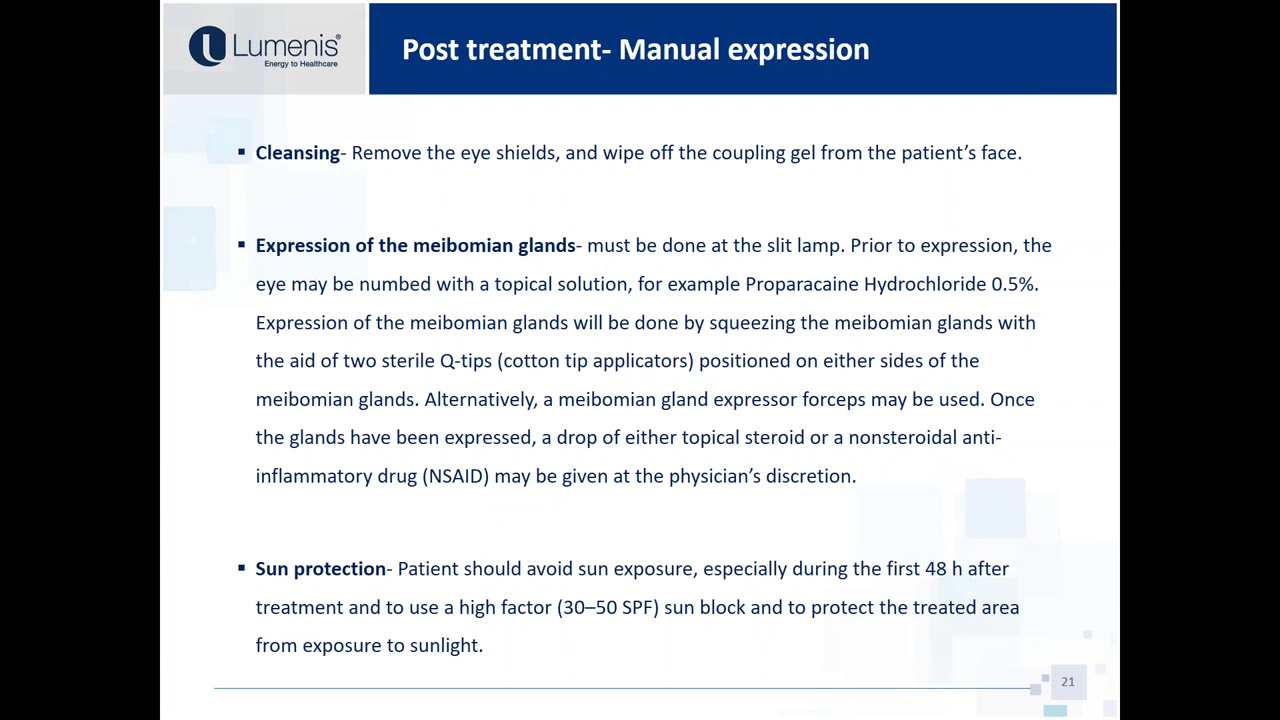 Lumenis®
Energy to Healthcare
Post treatment- Manual expression
▪ Cleansing- Remove the eye shields, and wipe off the coupling gel from the patient’s face.
▪ Expression of the meibomian glands- must be done at the slit lamp. Prior to expression, the
eye may be numbed with a topical solution, for example Proparacaine Hydrochloride 0.5%.
Expression of the meibomian glands will be done by squeezing the meibomian glands with
the aid of two sterile Q-tips (cotton tip applicators) positioned on either sides of the
meibomian glands. Alternatively, a meibomian gland expressor forceps may be used. Once
the glands have been expressed, a drop of either topical steroid or a nonsteroidal anti-
inflammatory drug (NSAID) may be given at the physician’s discretion.
▪ Sun protection- Patient should avoid sun exposure, especially during the first 48 h after
treatment and to use a high factor (30–50 SPF) sun block and to protect the treated area
from exposure to sunlight.
21